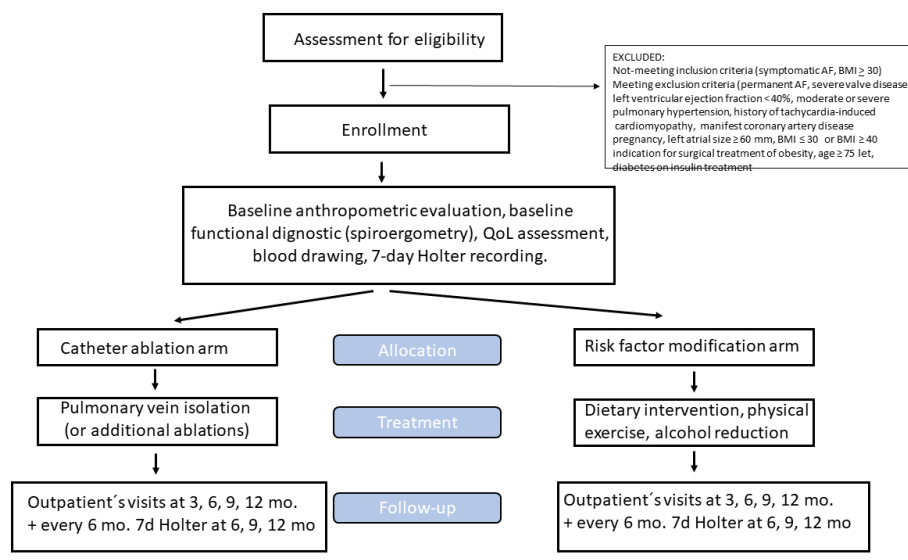 Assessment for eligibility
EXCLUDED:
Not-meeting inclusion criteria (symptomatic AF, BMI ≥ 30)
Meeting exclusion criteria (permanent AF, severe valve disease
left ventricular ejection fraction <40%, moderate or severe
pulmonary hypertension, history of tachycardia-induced
cardiomyopathy, manifest coronary artery disease
pregnancy, left atrial size ≥ 60 mm, BMI ≤ 30 or BMI ≥ 40
indication for surgical treatment of obesity, age ≥ 75 let,
diabetes on insulin treatment
Enrollment
Baseline anthropometric evaluation, baseline
functional dignostic (spiroergometry), QoL assessment,
blood drawing, 7-day Holter recording.
Catheter ablation arm
Allocation
Risk factor modification arm
Pulmonary vein isolation
(or additional ablations)
Treatment
Dietary intervention, physical
exercise, alcohol reduction
Outpatient´s visits at 3, 6, 9, 12 mo.
+ every 6 mo. 7d Holter at 6, 9, 12 mo
Follow-up
Outpatient´s visits at 3, 6, 9, 12 mo.
+ every 6 mo. 7d Holter at 6, 9, 12 mo